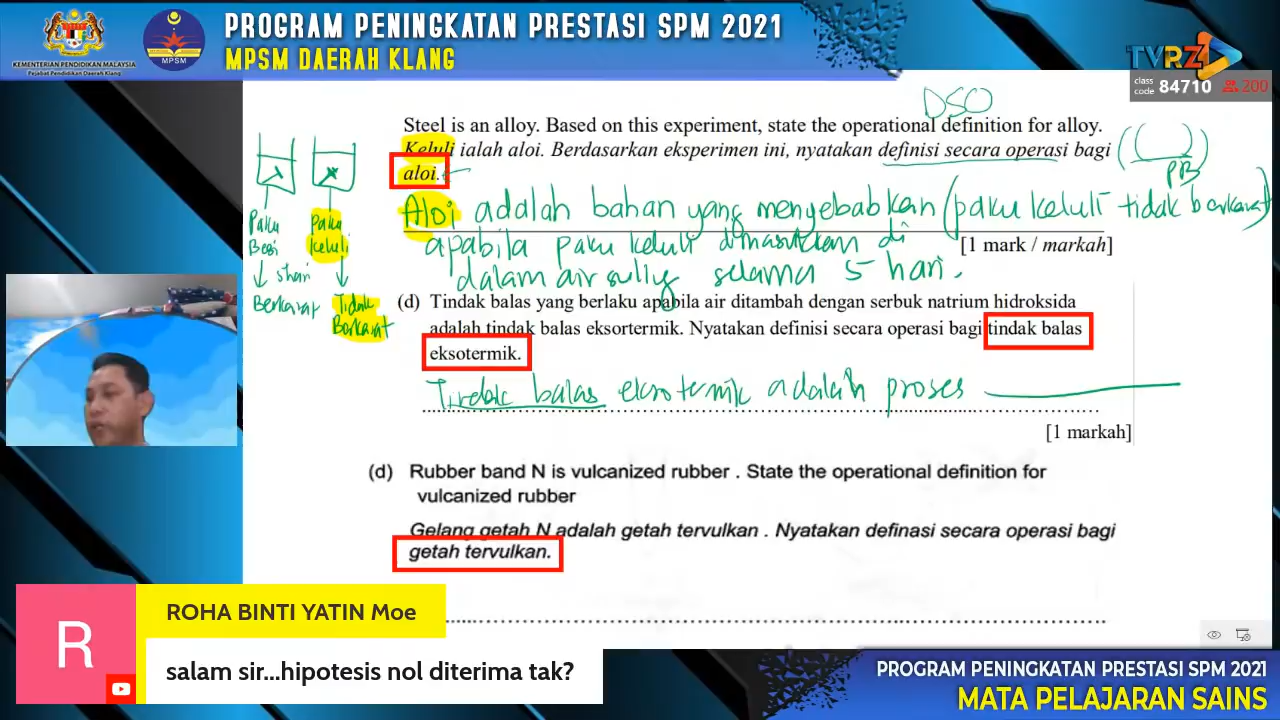 PROGRAM PENINGKATAN PRESTASI SPM 2021
MPSM DAERAH KLANG
KEMENTERIAN PENDIDIKAN MALAYSIA
Pejabat Pendidikan Daerah Klang
MPSM
TVRZ
class code 84710 200
DSO
Steel is an alloy. Based on this experiment, state the operational definition for alloy.
Keluli ialah aloi. Berdasarkan eksperimen ini, nyatakan definisi secara operasi bagi
aloi.
( ) PB
Aloi adalah bahan yang menyebabkan (paku keluli tidak berkarat)
apabila paku keluli dimasukkan di
[1 mark / markah]
dalam air suling selama 5 hari.
Paku Besi
5 hari
Berkarat
Paku Keluli
Tidak Berkarat
(d) Tindak balas yang berlaku apabila air ditambah dengan serbuk natrium hidroksida
adalah tindak balas eksortermik. Nyatakan definisi secara operasi bagi tindak balas
eksotermik.
Tindak balas eksotermik adalah proses
[1 markah]
(d) Rubber band N is vulcanized rubber . State the operational definition for
vulcanized rubber
Gelang getah N adalah getah tervulkan . Nyatakan definasi secara operasi bagi
getah tervulkan.
R
ROHA BINTI YATIN Moe
salam sir...hipotesis nol diterima tak?
PROGRAM PENINGKATAN PRESTASI SPM 2021
MATA PELAJARAN SAINS